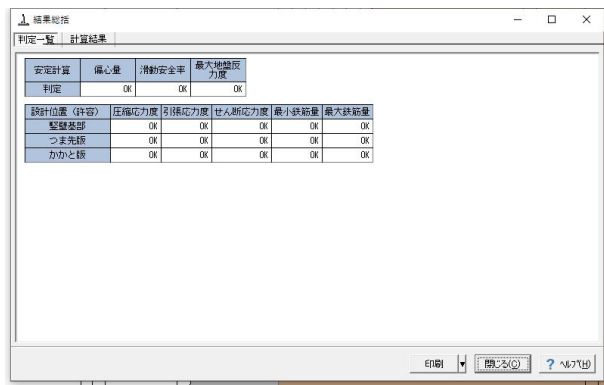 結果総括
判定一覧 計算結果
安定計算 偏心量 滑動安全率 最大地盤反力度
判定 OK OK OK
設計位置（許容） 圧縮応力度 引張応力度 せん断応力度 最小鉄筋量 最大鉄筋量
竪壁基部 OK OK OK OK OK
つま先版 OK OK OK OK OK
かかと版 OK OK OK OK OK
印刷 閉じる(C) ? ヘルプ(H)